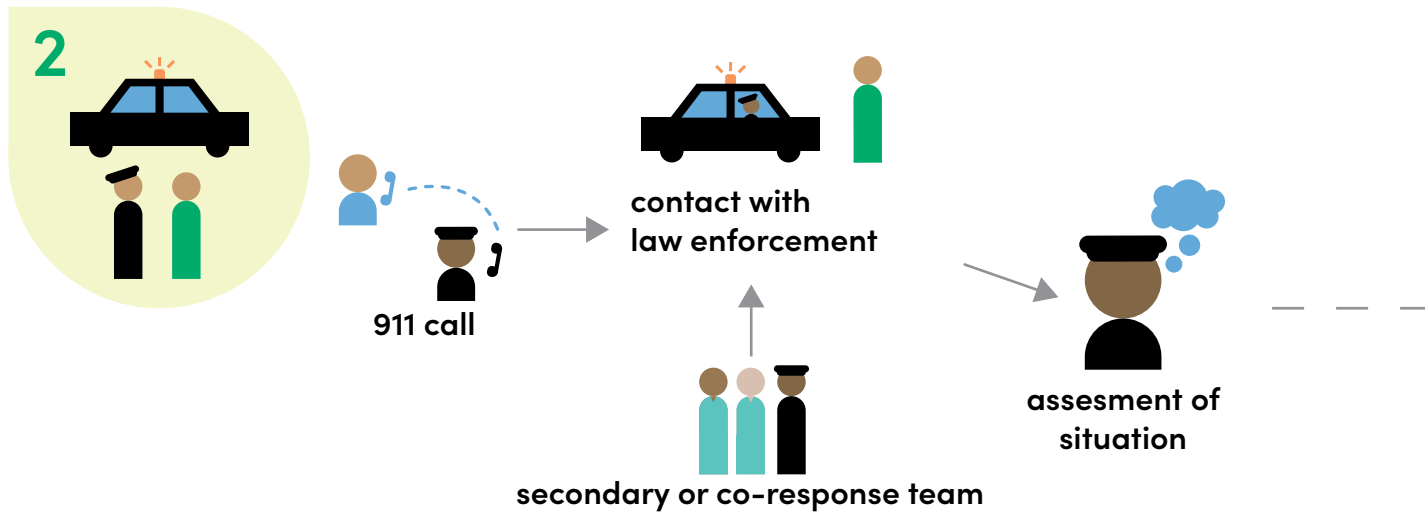 2
911 call
contact with
law enforcement
secondary or co-response team
assesment of
situation